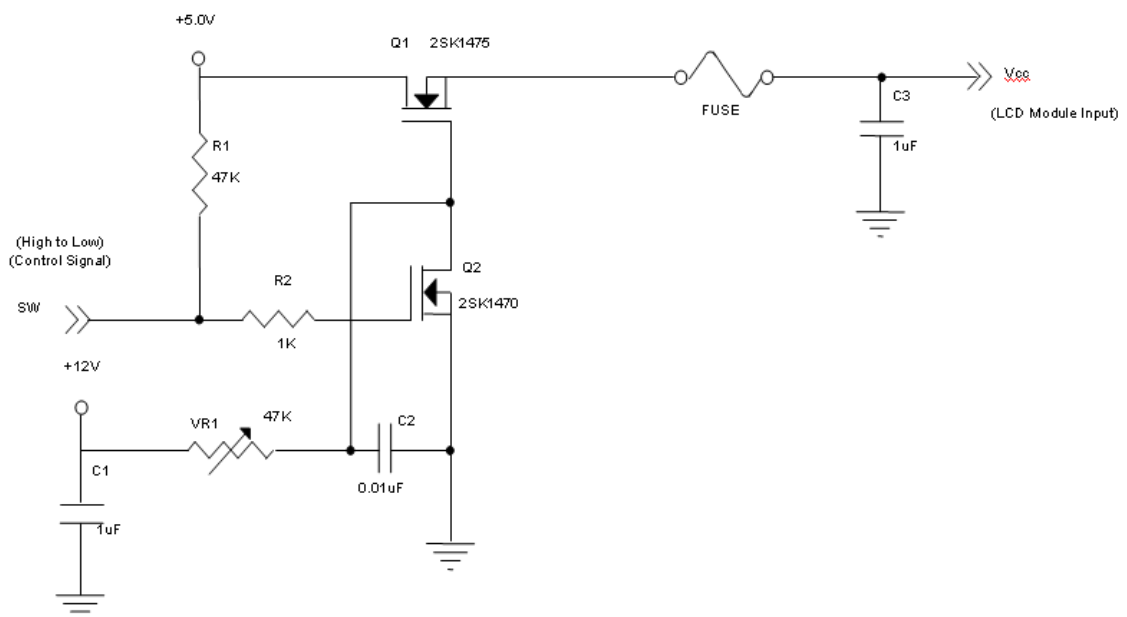 +5.0V
Q1 2SK1475
Vcc
C3
FUSE
(LCD Module Input)
R1
1uF
47K
(High to Low)
(Control Signal)
Q2
R2
SW
2SK1470
1K
+12V
VR1
47K
C2
C1
0.01uF
1uF